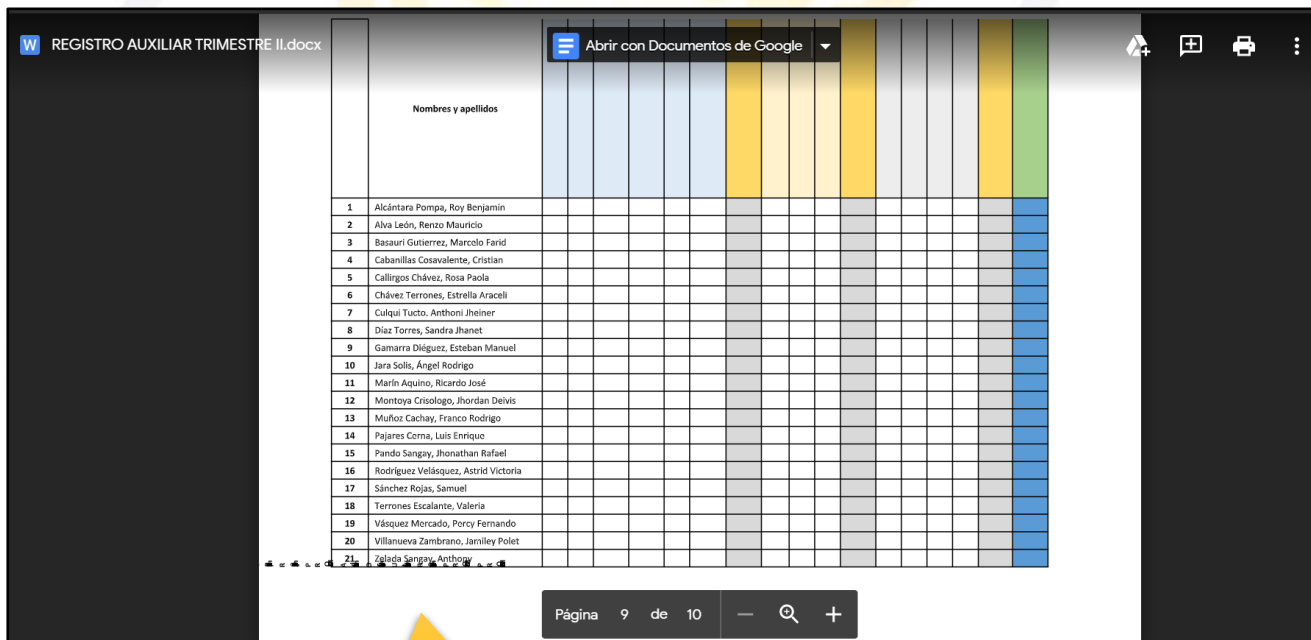 W REGISTRO AUXILIAR TRIMESTRE II.docx
Abrir con Documentos de Google
Nombres y apellidos
1 Alcántara Pompa, Roy Benjamin
2 Alva León, Renzo Mauricio
3 Basauri Gutierrez, Marcelo Farid
4 Cabanillas Cosavalente, Cristian
5 Callirgos Chávez, Rosa Paola
6 Chávez Terrones, Estrella Araceli
7 Culqui Tucto. Anthoni Jheiner
8 Díaz Torres, Sandra Jhanet
9 Gamarra Diéguez, Esteban Manuel
10 Jara Solis, Ángel Rodrigo
11 Marín Aquino, Ricardo José
12 Montoya Crisologo, Jhordan Deivis
13 Muñoz Cachay, Franco Rodrigo
14 Pajares Cerna, Luis Enrique
15 Pando Sangay, Jhonathan Rafael
16 Rodríguez Velásquez, Astrid Victoria
17 Sánchez Rojas, Samuel
18 Terrones Escalante, Valeria
19 Vásquez Mercado, Percy Fernando
20 Villanueva Zambrano, Jamiley Polet
21 Zelada Sangay, Anthony
Página 9 de 10